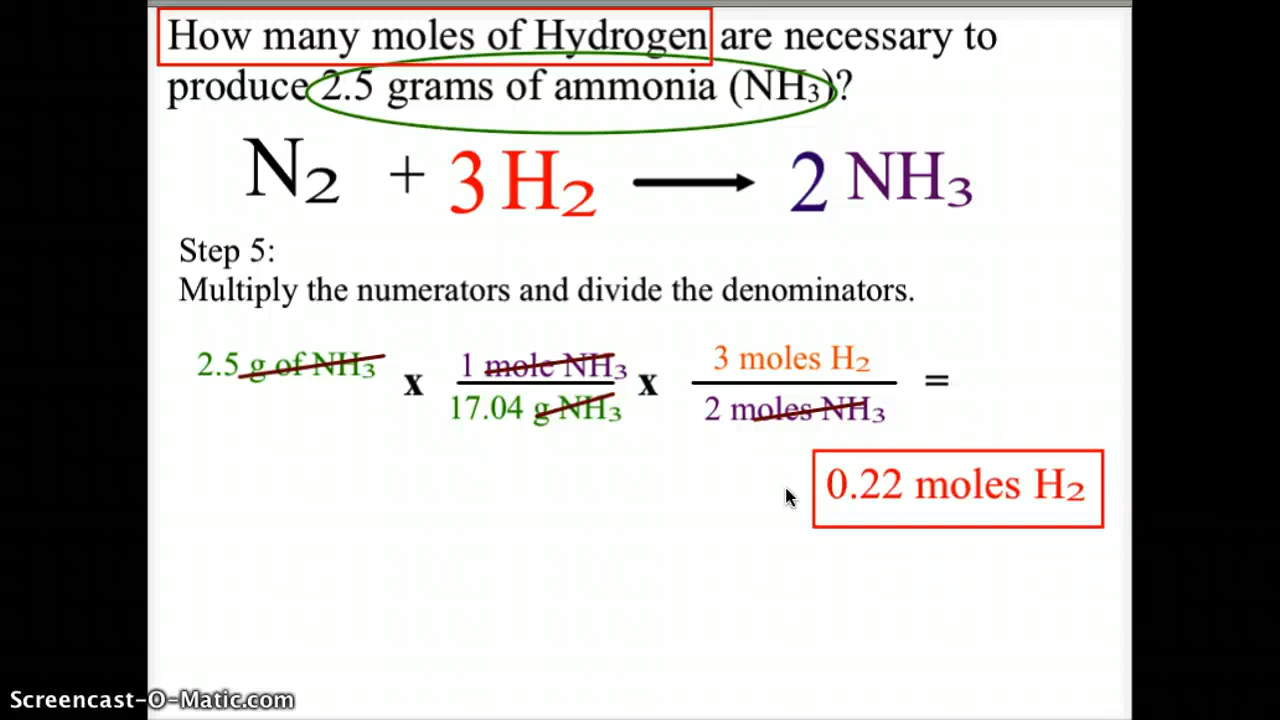 How many moles of Hydrogen are necessary to
produce 2.5 grams of ammonia (NH₃)?
N₂ + 3 H₂ ⟶ 2 NH₃
Step 5:
Multiply the numerators and divide the denominators.
2.5 g of NH₃ x 1 mole NH₃ x 3 moles H₂ =
17.04 g NH₃ 2 moles NH₃
0.22 moles H₂
Screencast-O-Matic.com